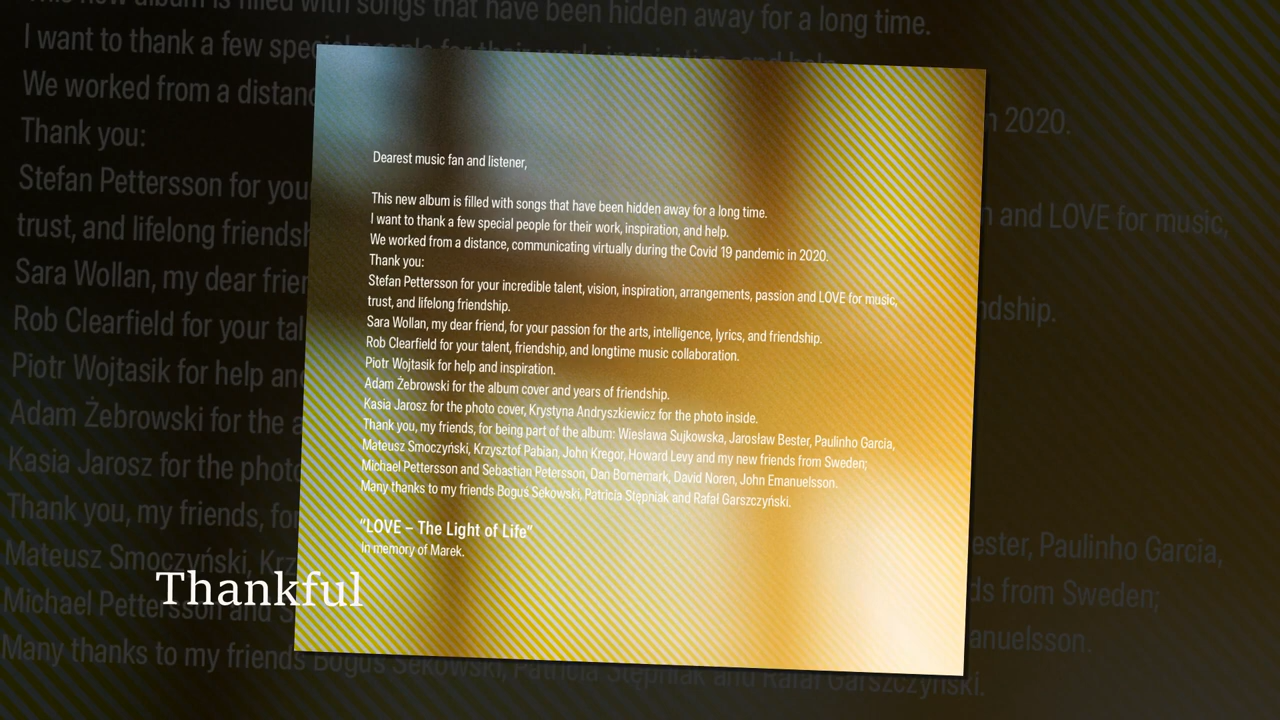 Dearest music fan and listener,
This new album is filled with songs that have been hidden away for a long time.
I want to thank a few special people for their work, inspiration, and help.
We worked from a distance, communicating virtually during the Covid 19 pandemic in 2020.
Thank you:
Stefan Pettersson for your incredible talent, vision, inspiration, arrangements, passion and LOVE for music,
trust, and lifelong friendship.
Sara Wollan, my dear friend, for your passion for the arts, intelligence, lyrics, and friendship.
Rob Clearfield for your talent, friendship, and longtime music collaboration.
Piotr Wojtasik for help and inspiration.
Adam Żebrowski for the album cover and years of friendship.
Kasia Jarosz for the photo cover, Krystyna Andryszkiewicz for the photo inside.
Thank you, my friends, for being part of the album: Wiesława Sujkowska, Jarosław Bester, Paulinho Garcia,
Mateusz Smoczyński, Krzysztof Pabian, John Kregor, Howard Levy and my new friends from Sweden;
Michael Pettersson and Sebastian Petersson, Dan Bornemark, David Noren, John Emanuelsson.
Many thanks to my friends Boguś Sekowski, Patricia Stępniak and Rafał Garszczyński.
"LOVE – The Light of Life"
In memory of Marek.
Thankful